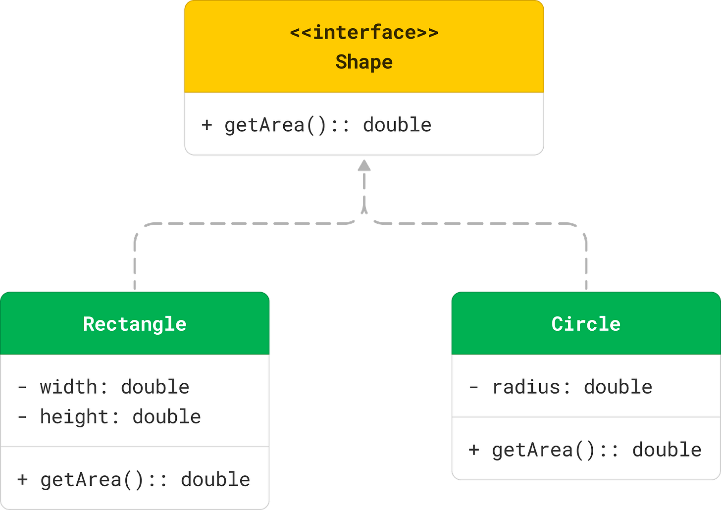 <<interface>>
Shape
+ getArea():: double
Rectangle
- width: double
- height: double
+ getArea():: double
Circle
- radius: double
+ getArea():: double